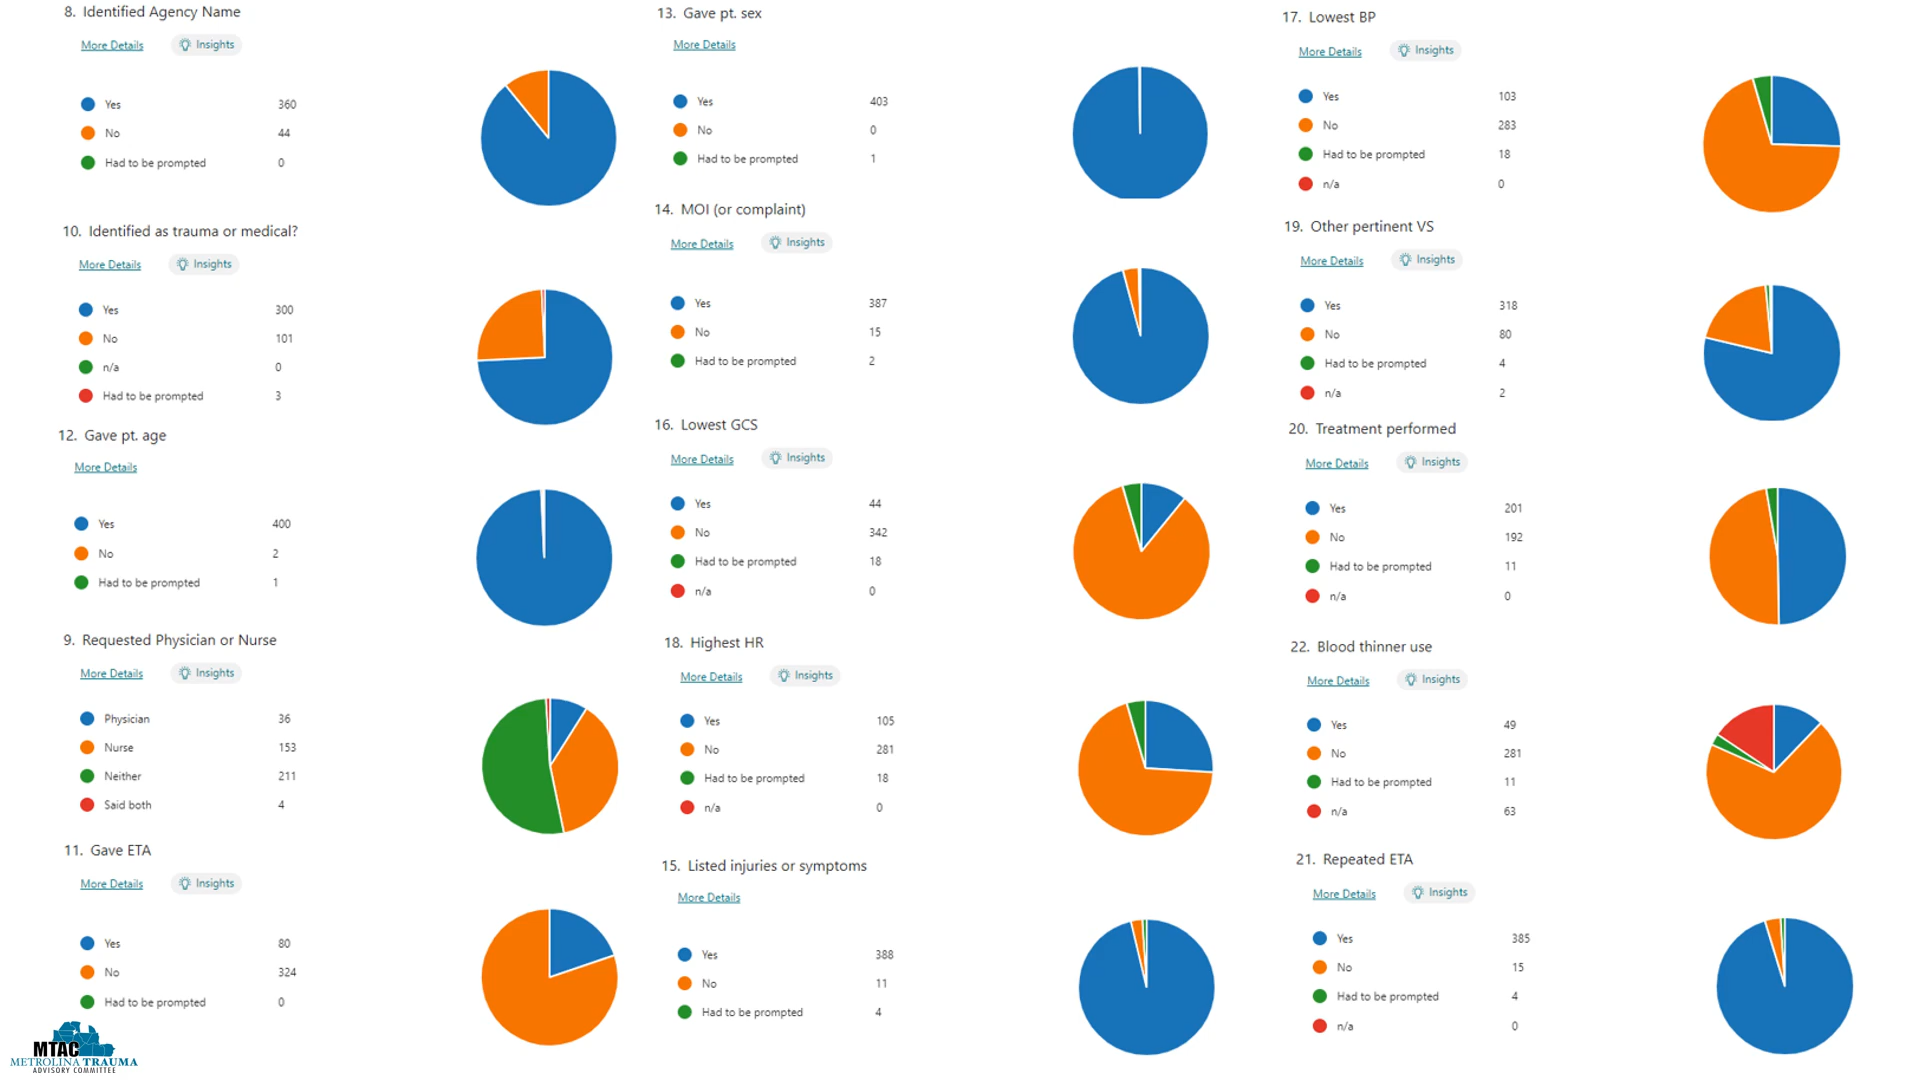 8. Identified Agency Name
More Details
Insights
Yes 360
No 44
Had to be prompted 0
10. Identified as trauma or medical?
More Details
Insights
Yes 300
No 101
n/a 0
Had to be prompted 3
12. Gave pt. age
More Details
Yes 400
No 2
Had to be prompted 1
9. Requested Physician or Nurse
More Details
Insights
Physician 36
Nurse 153
Neither 211
Said both 4
11. Gave ETA
More Details
Insights
Yes 80
No 324
Had to be prompted 0
13. Gave pt. sex
More Details
Yes 403
No 0
Had to be prompted 1
14. MOI (or complaint)
More Details
Insights
Yes 387
No 15
Had to be prompted 2
16. Lowest GCS
More Details
Insights
Yes 44
No 342
Had to be prompted 18
n/a 0
18. Highest HR
More Details
Insights
Yes 105
No 281
Had to be prompted 18
n/a 0
15. Listed injuries or symptoms
More Details
Yes 388
No 11
Had to be prompted 4
17. Lowest BP
More Details
Insights
Yes 103
No 283
Had to be prompted 18
n/a 0
19. Other pertinent VS
More Details
Insights
Yes 318
No 80
Had to be prompted 4
n/a 2
20. Treatment performed
More Details
Insights
Yes 201
No 192
Had to be prompted 11
n/a 0
22. Blood thinner use
More Details
Insights
Yes 49
No 281
Had to be prompted 11
n/a 63
21. Repeated ETA
More Details
Insights
Yes 385
No 15
Had to be prompted 4
n/a 0
MTAC
METROLINA TRAUMA
ADVISORY COMMITTEE